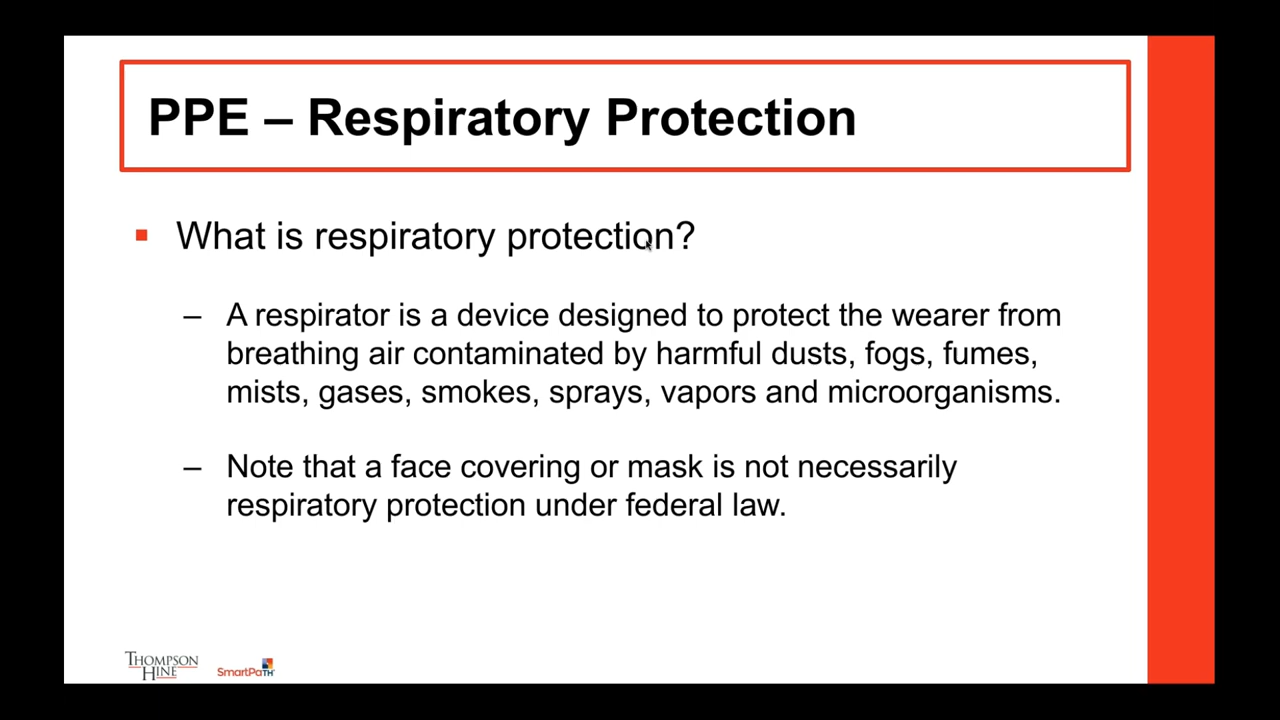 PPE – Respiratory Protection
▪ What is respiratory protection?
– A respirator is a device designed to protect the wearer from
breathing air contaminated by harmful dusts, fogs, fumes,
mists, gases, smokes, sprays, vapors and microorganisms.
– Note that a face covering or mask is not necessarily
respiratory protection under federal law.
THOMPSON
HINE
SmartPaTH